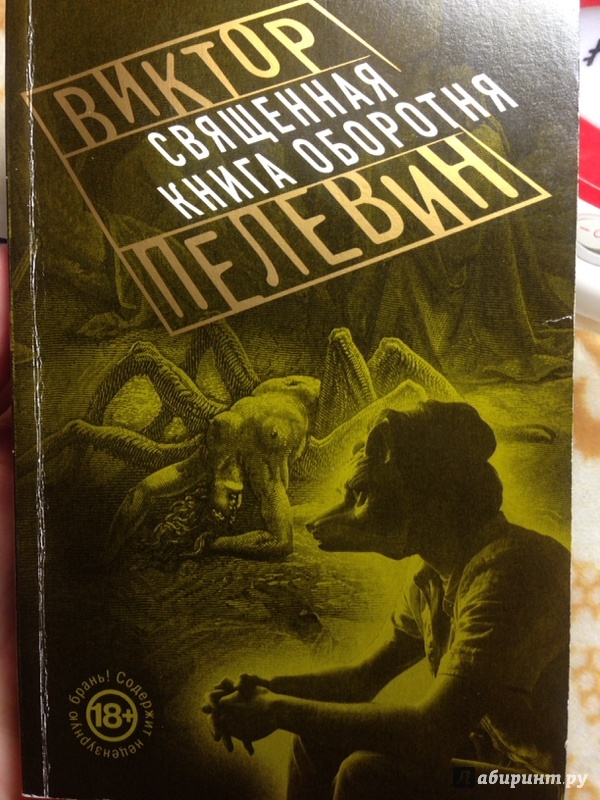 ВИКТОР
СВЯЩЕННАЯ
КНИГА ОБОРОТНЯ
ПЕЛЕВИН
Содержит нецензурную брань!
18+
Лабиринт.ру